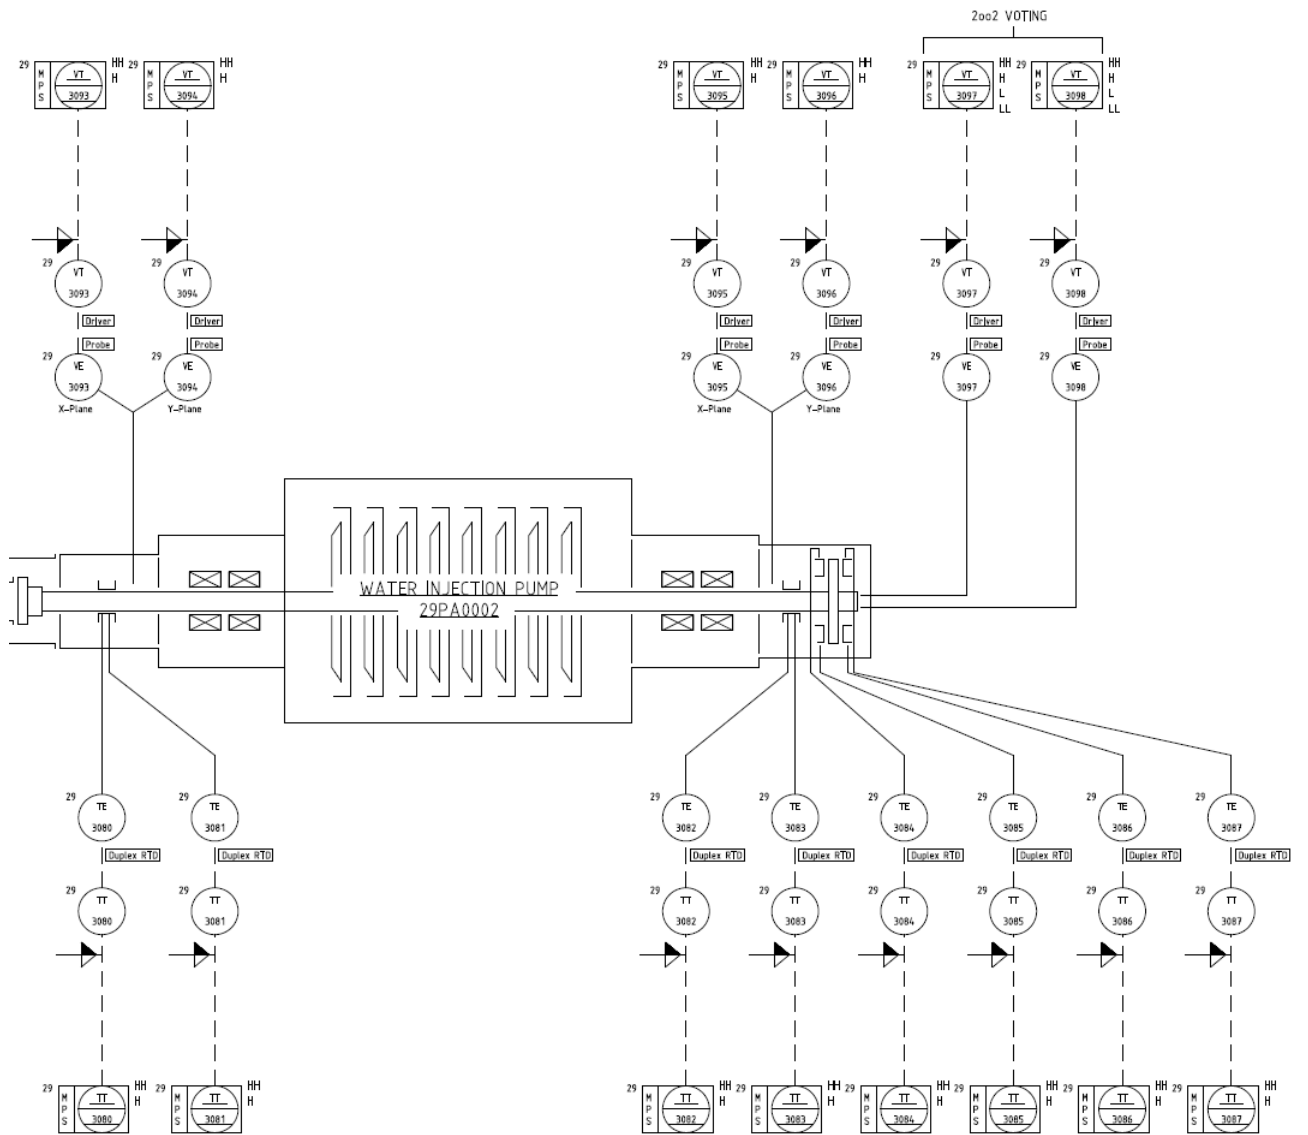 2oo2 VOTING
29 MPS VT 3093 HH H
29 MPS VT 3094 HH H
29 MPS VT 3095 HH H
29 MPS VT 3096 HH H
29 MPS VT 3097 HH H L LL
29 MPS VT 3098 HH H L LL
29 VT 3093
29 VT 3094
29 VT 3095
29 VT 3096
29 VT 3097
29 VT 3098
Driver Driver Driver Driver Driver Driver
Probe Probe Probe Probe Probe Probe
29 VE 3093
29 VE 3094
29 VE 3095
29 VE 3096
29 VE 3097
29 VE 3098
X-Plane Y-Plane X-Plane Y-Plane
WATER INJECTION PUMP
29PA0002
29 TE 3080
29 TE 3081
29 TE 3082
29 TE 3083
29 TE 3084
29 TE 3085
29 TE 3086
29 TE 3087
Duplex RTD Duplex RTD Duplex RTD Duplex RTD Duplex RTD Duplex RTD Duplex RTD Duplex RTD
29 TT 3080
29 TT 3081
29 TT 3082
29 TT 3083
29 TT 3084
29 TT 3085
29 TT 3086
29 TT 3087
29 MPS TT 3080 HH H
29 MPS TT 3081 HH H
29 MPS TT 3082 HH H
29 MPS TT 3083 HH H
29 MPS TT 3084 HH H
29 MPS TT 3085 HH H
29 MPS TT 3086 HH H
29 MPS TT 3087 HH H